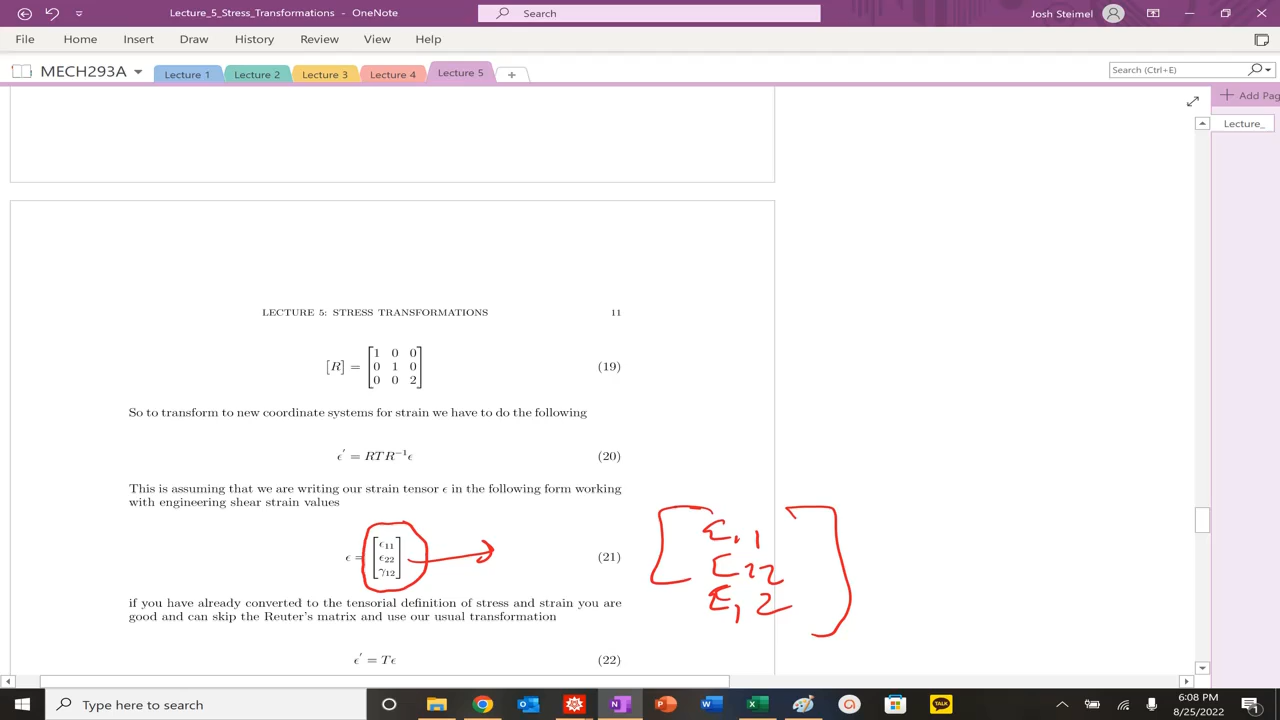 Lecture_5_Stress_Transformations - OneNote
Search
Josh Steimel
File Home Insert Draw History Review View Help
MECH293A
Lecture 1 Lecture 2 Lecture 3 Lecture 4 Lecture 5
Search (Ctrl+E)
Add Pag
Lecture_
LECTURE 5: STRESS TRANSFORMATIONS 11
[R] = [1 0 0
0 1 0
0 0 2] (19)
So to transform to new coordinate systems for strain we have to do the following
ϵ′ = RTR⁻¹ϵ (20)
This is assuming that we are writing our strain tensor ϵ in the following form working
with engineering shear strain values
ϵ = [ϵ₁₁
ϵ₂₂
γ₁₂] (21)
[ε₁₁
ε₂₂
ε₁₂]
if you have already converted to the tensorial definition of stress and strain you are
good and can skip the Reuter's matrix and use our usual transformation
ϵ′ = Tϵ (22)
Type here to search
TALK
6:08 PM
8/25/2022
1